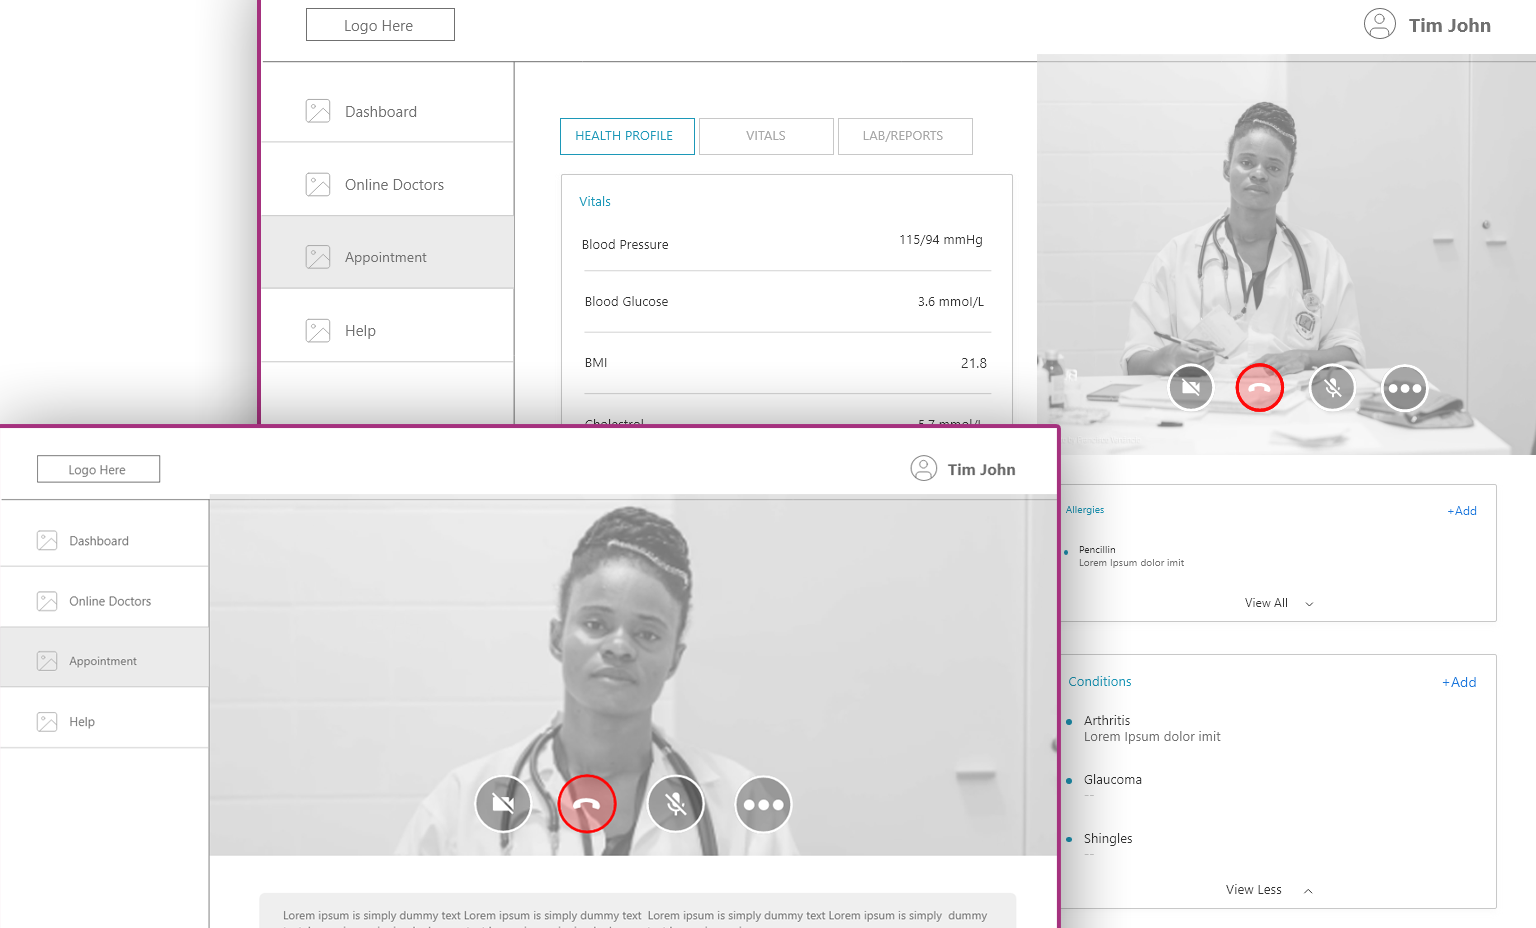 Logo Here
Tim John
Dashboard
Online Doctors
Appointment
Help
HEALTH PROFILE
VITALS
LAB/REPORTS
Vitals
Blood Pressure
115/94 mmHg
Blood Glucose
3.6 mmol/L
BMI
21.8
Cholestrol
5.7 mmol/L
Allergies
+Add
Pencillin
Lorem Ipsum dolor imit
View All
Conditions
+Add
Arthritis
Lorem Ipsum dolor imit
Glaucoma
--
Shingles
--
View Less
Logo Here
Tim John
Dashboard
Online Doctors
Appointment
Help
Lorem ipsum is simply dummy text Lorem ipsum is simply dummy text  Lorem ipsum is simply dummy text Lorem ipsum is simply  dummy